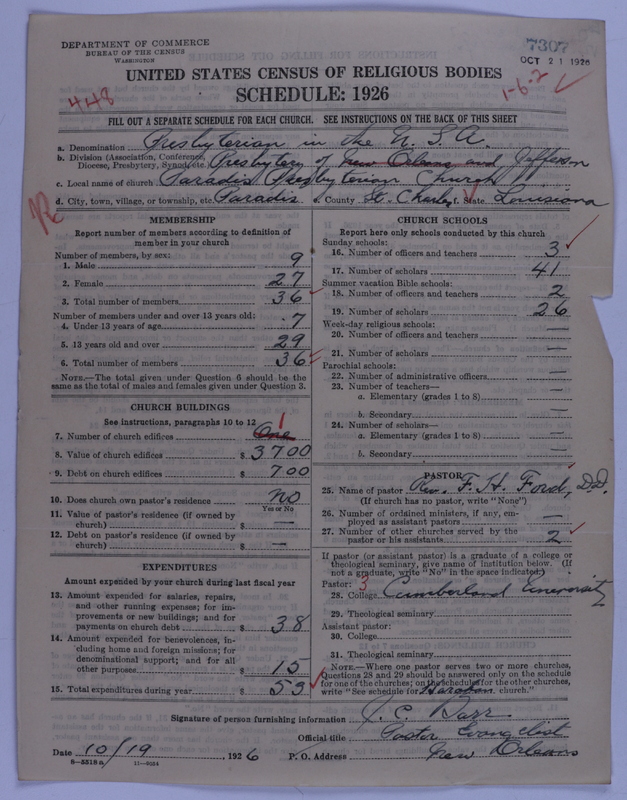 DEPARTMENT OF COMMERCE
BUREAU OF THE CENSUS
WASHINGTON
7307
OCT 21 1926
UNITED STATES CENSUS OF RELIGIOUS BODIES
SCHEDULE: 1926
448
1-6-2
FILL OUT A SEPARATE SCHEDULE FOR EACH CHURCH. SEE INSTRUCTIONS ON THE BACK OF THIS SHEET
a. Denomination Presbyterian in the U. S. A.
b. Division (Association, Conference, Diocese, Presbytery, Synod, etc. Presbytery of New Orleans and Jefferson
c. Local name of church Paradis Presbyterian Church
d. City, town, village, or township, etc. Paradis e. County St. Charles f. State Louisiana
MEMBERSHIP
Report number of members according to definition of
member in your church
Number of members, by sex:
1. Male 9
2. Female 27
3. Total number of members 36
Number of members under and over 13 years old:
4. Under 13 years of age 7
5. 13 years old and over 29
6. Total number of members 36
NOTE.—The total given under Question 6 should be the
same as the total of males and females given under Question 3.
CHURCH BUILDINGS
See instructions, paragraphs 10 to 12
7. Number of church edifices One 1
8. Value of church edifices $ 3700
9. Debt on church edifices $ 700
10. Does church own pastor's residence No
Yes or No
11. Value of pastor's residence (if owned by
church) $ —
12. Debt on pastor's residence (if owned by
church) $ —
EXPENDITURES
Amount expended by your church during last fiscal year
13. Amount expended for salaries, repairs,
and other running expenses; for im-
provements or new buildings; and for
payments on church debt $ 38
14. Amount expended for benevolences, in-
cluding home and foreign missions; for
denominational support; and for all
other purposes $ 15
15. Total expenditures during year $ 53
CHURCH SCHOOLS
Report here only schools conducted by this church
Sunday schools:
16. Number of officers and teachers 3
17. Number of scholars 41
Summer vacation Bible schools:
18. Number of officers and teachers 2
19. Number of scholars 26
Week-day religious schools:
20. Number of officers and teachers —
21. Number of scholars —
Parochial schools:
22. Number of administrative officers —
23. Number of teachers—
a. Elementary (grades 1 to 8) —
b. Secondary —
24. Number of scholars—
a. Elementary (grades 1 to 8) —
b. Secondary —
PASTOR
25. Name of pastor Rev. F. H. Ford, D.D.
(If church has no pastor, write "None")
26. Number of ordained ministers, if any, em-
ployed as assistant pastors —
27. Number of other churches served by the
pastor or his assistants 2
If pastor (or assistant pastor) is a graduate of a college or
theological seminary, give name of institution below. (If
not a graduate, write "No" in the space indicated.)
Pastor: 3
28. College Cumberland University
29. Theological seminary
Assistant pastor:
30. College
31. Theological seminary
NOTE.—Where one pastor serves two or more churches,
Questions 28 and 29 should be answered only on the schedule
for one of the churches; on the schedule for the other churches,
write "See schedule for church."
Signature of person furnishing information J. C. Barr
Official title Pastor Evangelist
Date 10/19 1926 P. O. Address New Orleans
8—5518a 11—9034